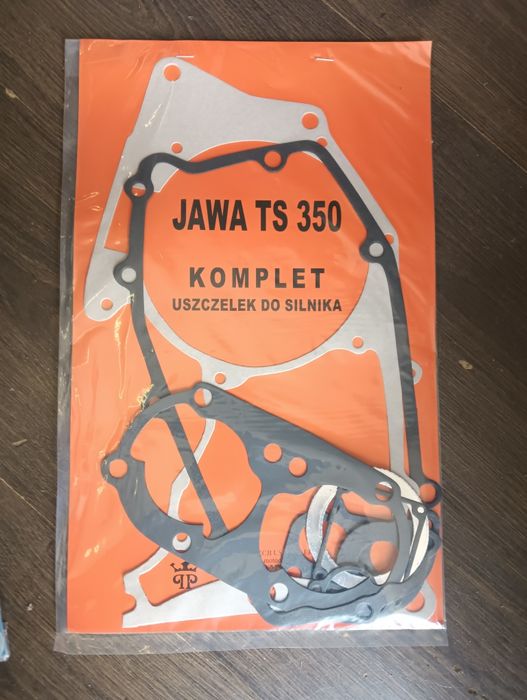 JAWA TS 350
KOMPLET
USZCZELEK DO SILNIKA